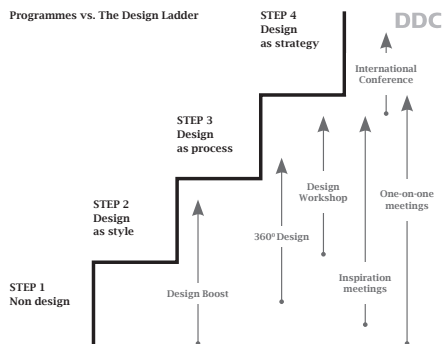 Programmes vs. The Design Ladder
DDC
STEP 4
Design
as strategy
International
Conference
STEP 3
Design
as process
Design
Workshop
One-on-one
meetings
STEP 2
Design
as style
360º Design
Inspiration
meetings
STEP 1
Non design
Design Boost